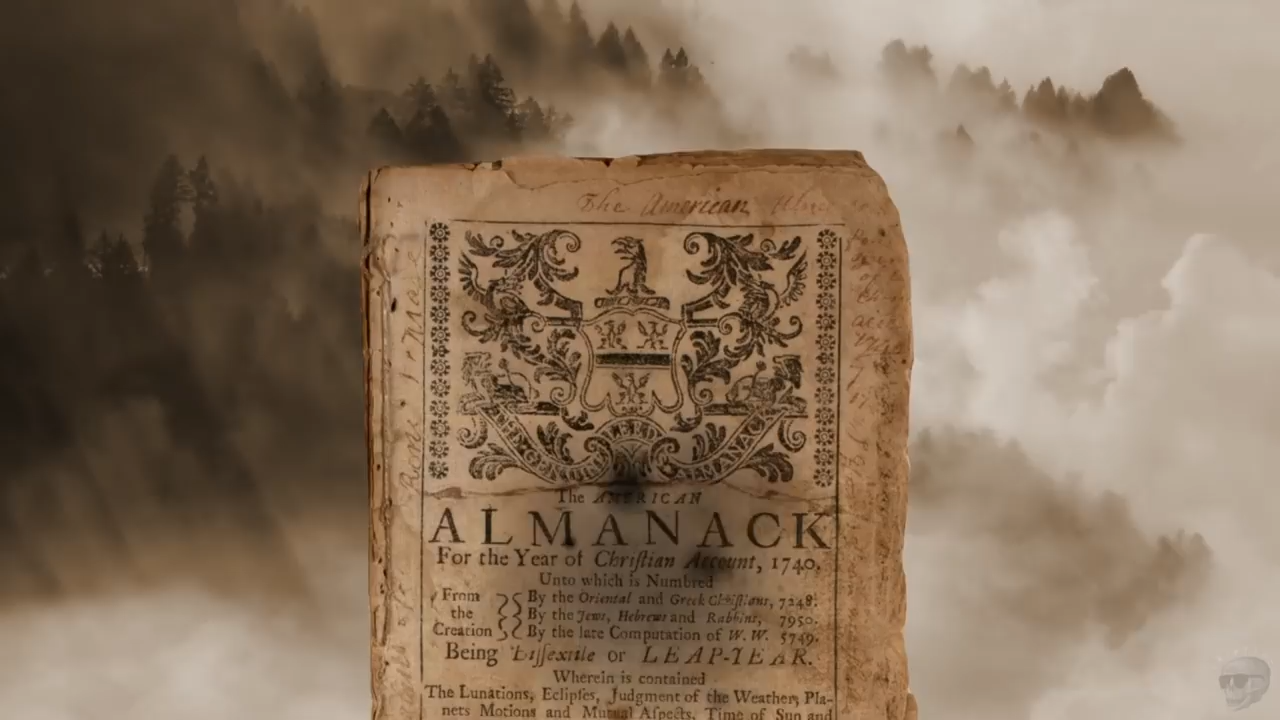 The American
The AMERICAN
ALMANACK
For the Year of Chriſtian Account, 1740.
Unto which is Numbred
From the Creation
By the Oriental and Greek Chriſtians, 7248.
By the Jews, Hebrews and Rabbins, 7950.
By the late Computation of W. W. 5749.
Being Biſſextile or LEAP-YEAR.
Wherein is contained
The Lunations, Eclipſes, Judgment of the Weather, Pla-
nets Motions and Mutual Aſpects, Time of Sun and